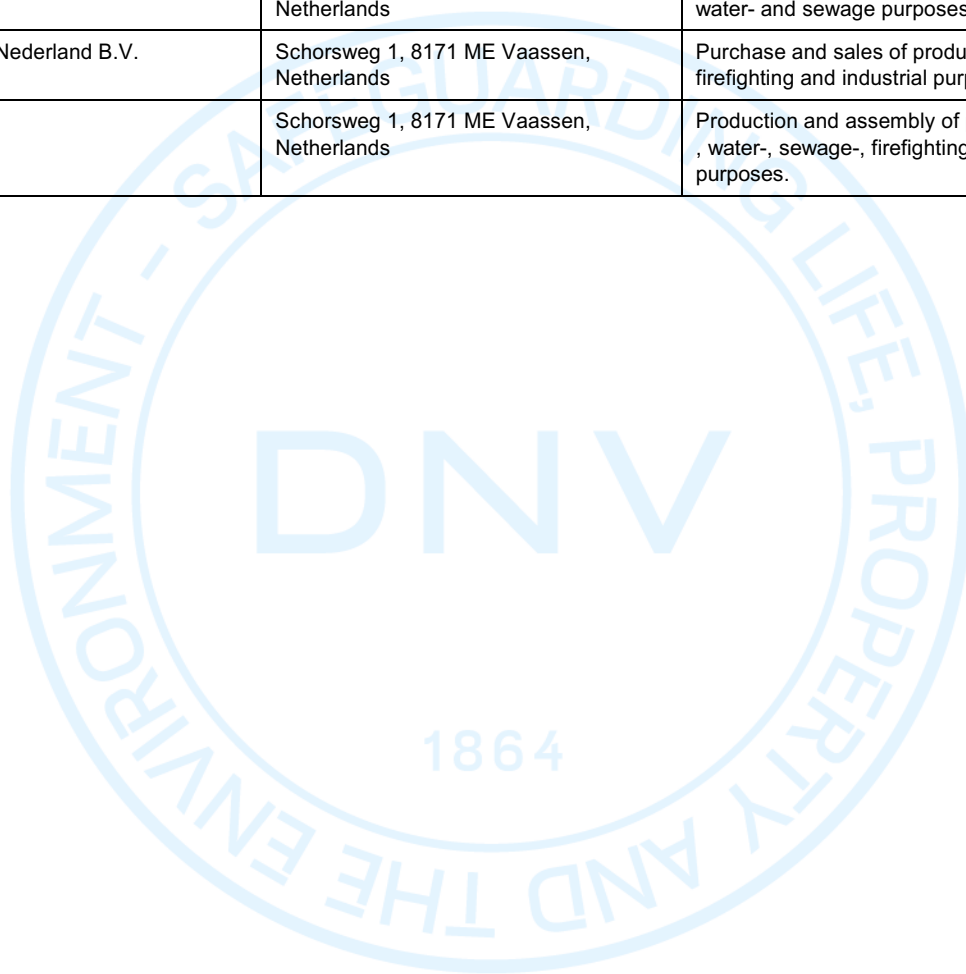 Netherlands
water- and sewage purposes
Nederland B.V.
Schorsweg 1, 8171 ME Vaassen,
Netherlands
Purchase and sales of produ
firefighting and industrial pur
Schorsweg 1, 8171 ME Vaassen,
Netherlands
Production and assembly of
, water-, sewage-, firefighting
purposes.
SAFEGUARDING LIFE, PROPERTY AND THE ENVIRONMENT -
DNV
1864